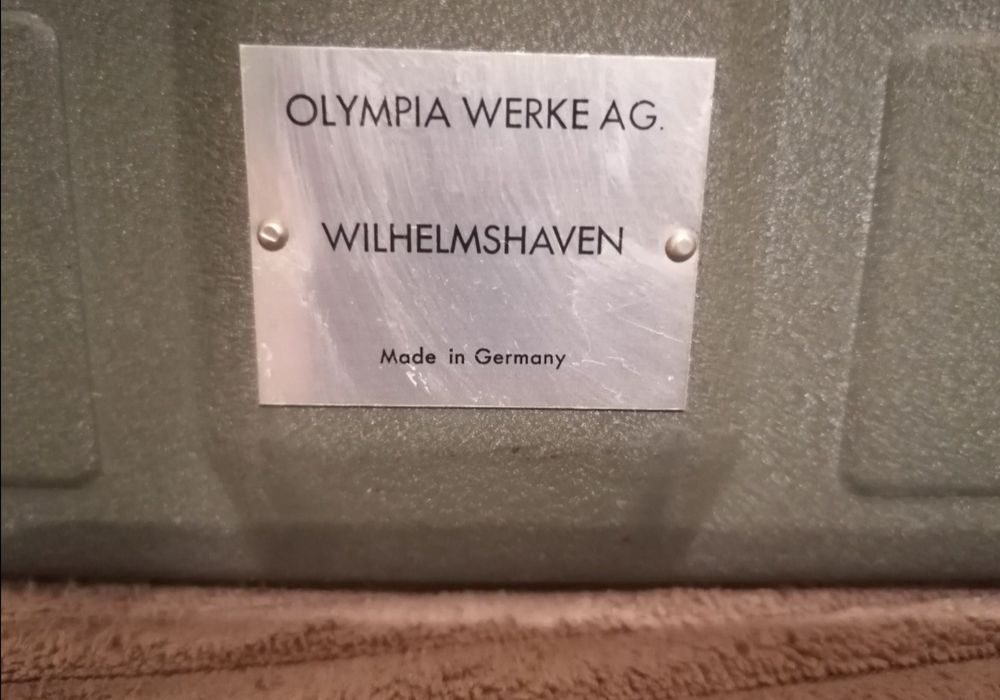 OLYMPIA WERKE AG.
WILHELMSHAVEN
Made in Germany